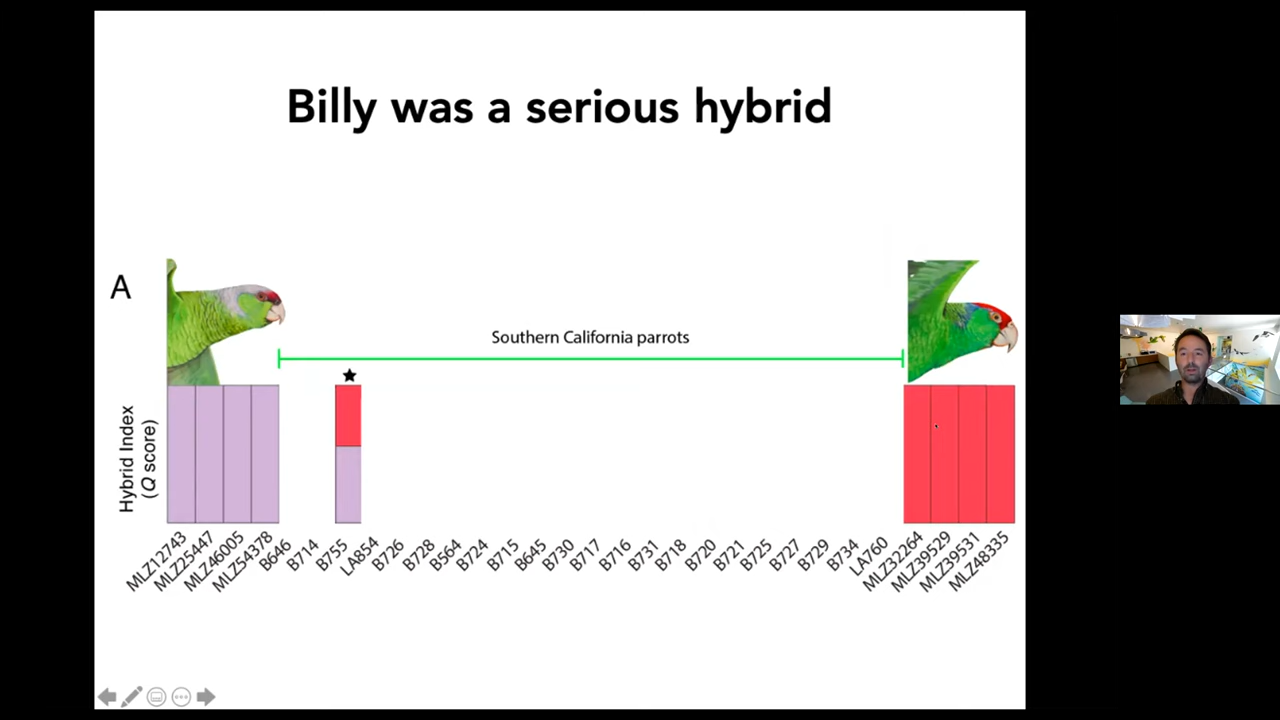 Billy was a serious hybrid
A
Southern California parrots
★
Hybrid Index
(Q score)
MLZ12743
MLZ25447
MLZ46005
MLZ54378
B646
B714
B755
LA854
B726
B728
B564
B724
B715
B645
B730
B717
B716
B731
B718
B720
B721
B725
B727
B729
B734
LA760
MLZ32264
MLZ39529
MLZ39531
MLZ48335